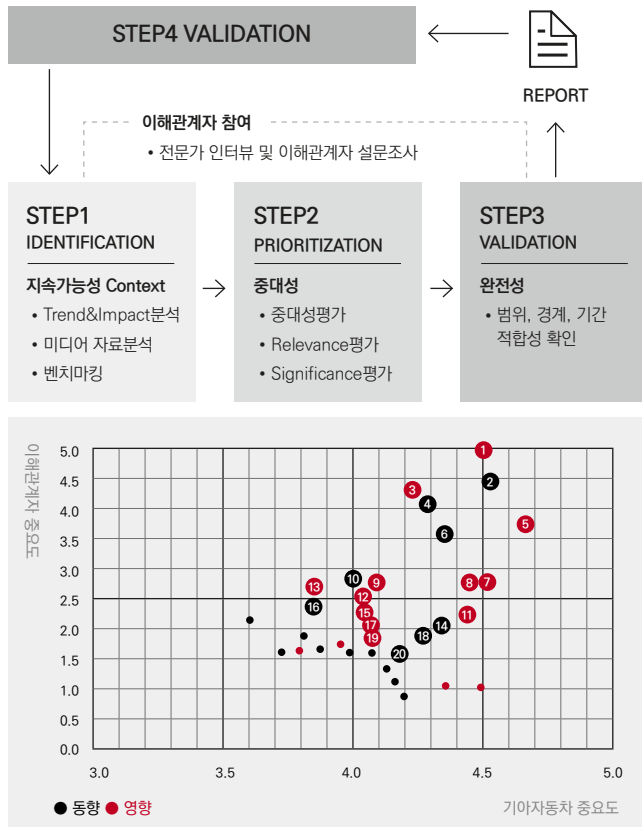 STEP4 VALIDATION
REPORT
이해관계자 참여
• 전문가 인터뷰 및 이해관계자 설문조사
STEP1
IDENTIFICATION
지속가능성 Context
• Trend&Impact분석
• 미디어 자료분석
• 벤치마킹
STEP2
PRIORITIZATION
중대성
• 중대성평가
• Relevance평가
• Significance평가
STEP3
VALIDATION
완전성
• 범위, 경계, 기간
적합성 확인
이해관계자 중요도
5.0
4.5
4.0
3.5
3.0
2.5
2.0
1.5
1.0
0.5
0.0
1
2
3
4
5
6
7
8
9
10
11
12
13
14
15
16
17
18
19
20
3.0
3.5
4.0
4.5
5.0
● 동향 ● 영향
기아자동차 중요도